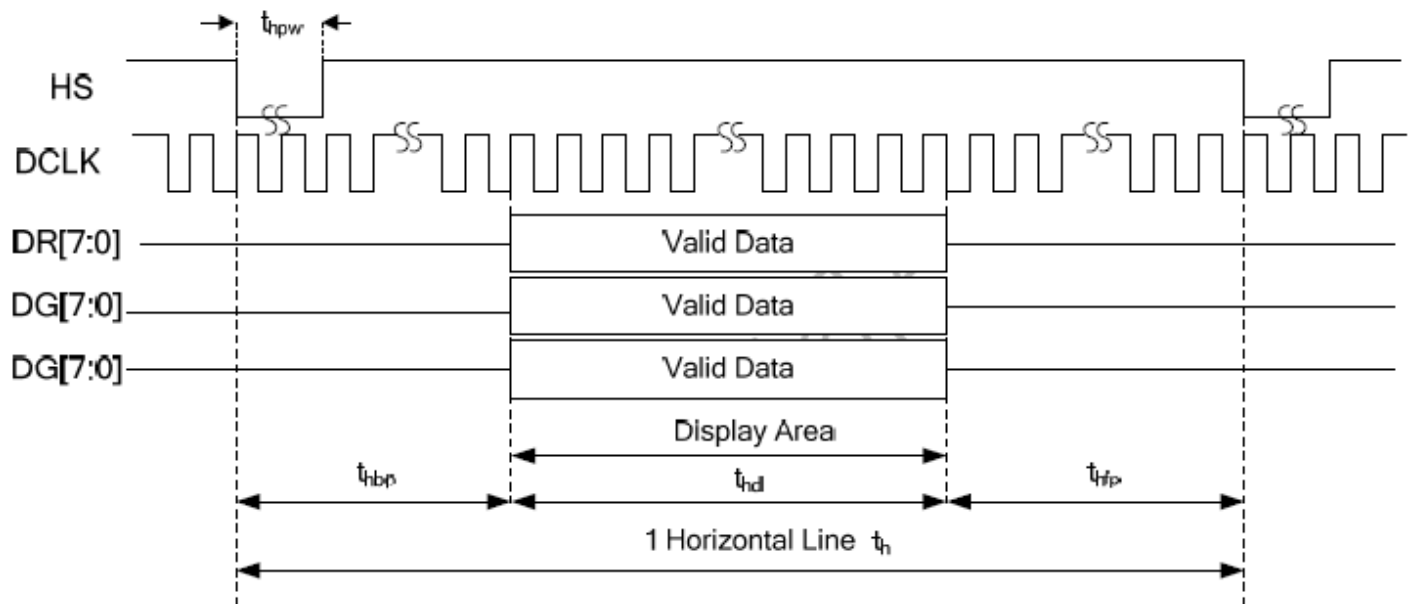 thpw
HS
DCLK
DR[7:0]
Valid Data
DG[7:0]
Valid Data
DG[7:0]
Valid Data
Display Area
thbp
thd
thfp
1 Horizontal Line th